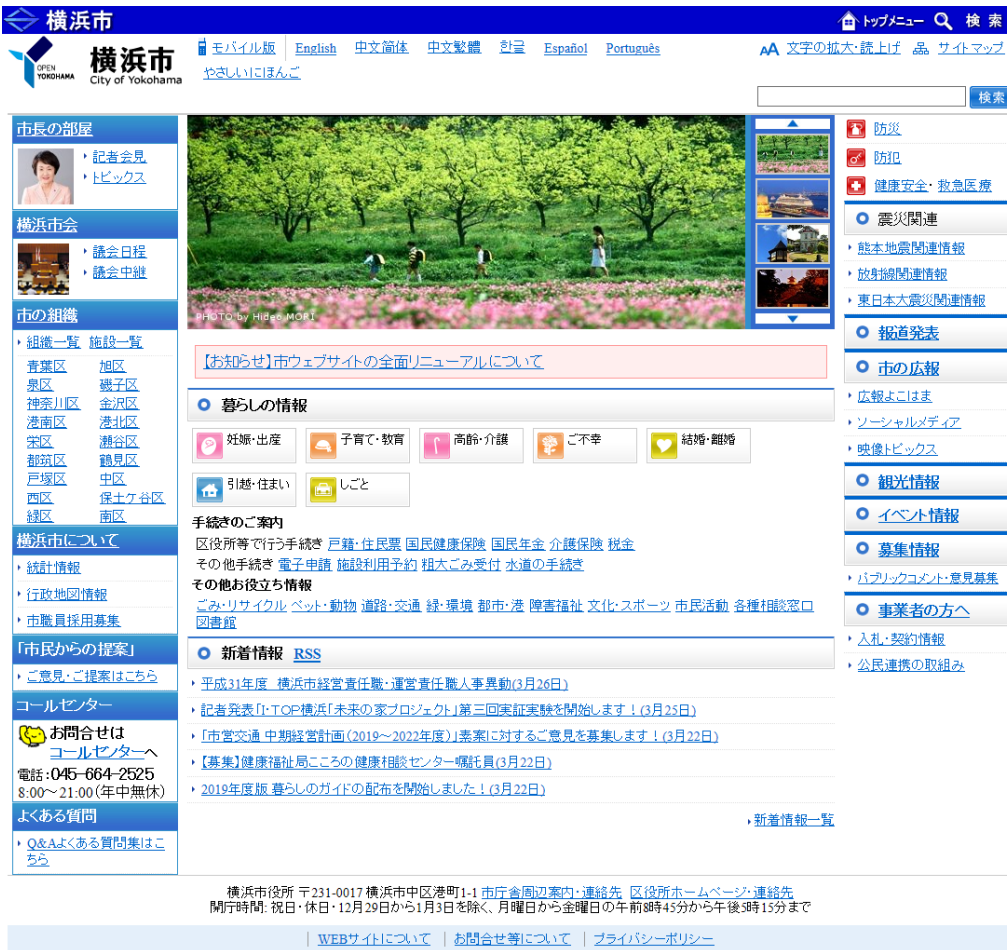 横浜市
トップメニュー 検 索
OPEN YOKOHAMA
横浜市
City of Yokohama
モバイル版 English 中文简体 中文繁體 한글 Español Português
やさしいにほんご
AA 文字の拡大・読上げ サイトマップ
検索
市長の部屋
記者会見
トピックス
横浜市会
議会日程
議会中継
市の組織
組織一覧 施設一覧
青葉区 旭区
泉区 磯子区
神奈川区 金沢区
港南区 港北区
栄区 瀬谷区
都筑区 鶴見区
戸塚区 中区
西区 保土ケ谷区
緑区 南区
横浜市について
統計情報
行政地図情報
市職員採用募集
「市民からの提案」
ご意見・ご提案はこちら
コールセンター
お問合せは
コールセンターへ
電話:045-664-2525
8:00〜21:00(年中無休)
よくある質問
Q&Aよくある質問集はこ
ちら
PHOTO by Hideo MORI
【お知らせ】市ウェブサイトの全面リニューアルについて
暮らしの情報
妊娠・出産 子育て・教育 高齢・介護 ご不幸 結婚・離婚
引越・住まい しごと
手続きのご案内
区役所等で行う手続き 戸籍・住民票 国民健康保険 国民年金 介護保険 税金
その他手続き 電子申請 施設利用予約 粗大ごみ受付 水道の手続き
その他お役立ち情報
ごみ・リサイクル ペット・動物 道路・交通 緑・環境 都市・港 障害福祉 文化・スポーツ 市民活動 各種相談窓口
図書館
新着情報 RSS
平成31年度 横浜市経営責任職・運営責任職人事異動(3月26日)
記者発表「I・TOP横浜「未来の家プロジェクト」第三回実証実験を開始します!(3月25日)
「市営交通 中期経営計画(2019〜2022年度)」素案に対するご意見を募集します!(3月22日)
【募集】健康福祉局こころの健康相談センター嘱託員(3月22日)
2019年度版 暮らしのガイドの配布を開始しました!(3月22日)
新着情報一覧
防災
防犯
健康安全・救急医療
震災関連
熊本地震関連情報
放射線関連情報
東日本大震災関連情報
報道発表
市の広報
広報よこはま
ソーシャルメディア
映像トピックス
観光情報
イベント情報
募集情報
パブリックコメント・意見募集
事業者の方へ
入札・契約情報
公民連携の取組み
横浜市役所 〒231-0017 横浜市中区港町1-1 市庁舎周辺案内・連絡先 区役所ホームページ・連絡先
開庁時間: 祝日・休日・12月29日から1月3日を除く、月曜日から金曜日の午前8時45分から午後5時15分まで
WEBサイトについて | お問合せ等について | プライバシーポリシー